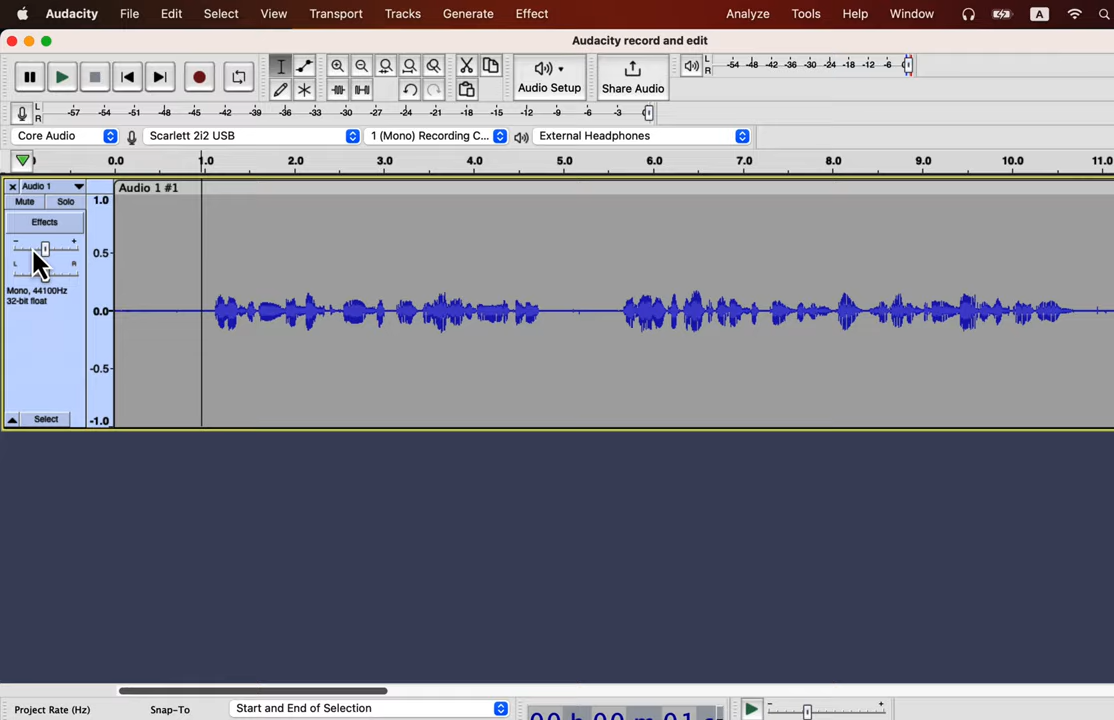 Audacity File Edit Select View Transport Tracks Generate Effect Analyze Tools Help Window A
Audacity record and edit
L
R
-54 -48 -42 -36 -30 -24 -18 -12 -6
Audio Setup
Share Audio
L
R
-57 -54 -51 -48 -45 -42 -39 -36 -33 -30 -27 -24 -21 -18 -15 -12 -9 -6 -3
Core Audio Scarlett 2i2 USB 1 (Mono) Recording C... External Headphones
0.0 1.0 2.0 3.0 4.0 5.0 6.0 7.0 8.0 9.0 10.0 11.0
Audio 1
Audio 1 #1
Mute Solo
Effects
- +
L R
Mono, 44100Hz
32-bit float
Select
1.0
0.5
0.0
-0.5
-1.0
Project Rate (Hz) Snap-To Start and End of Selection
- +